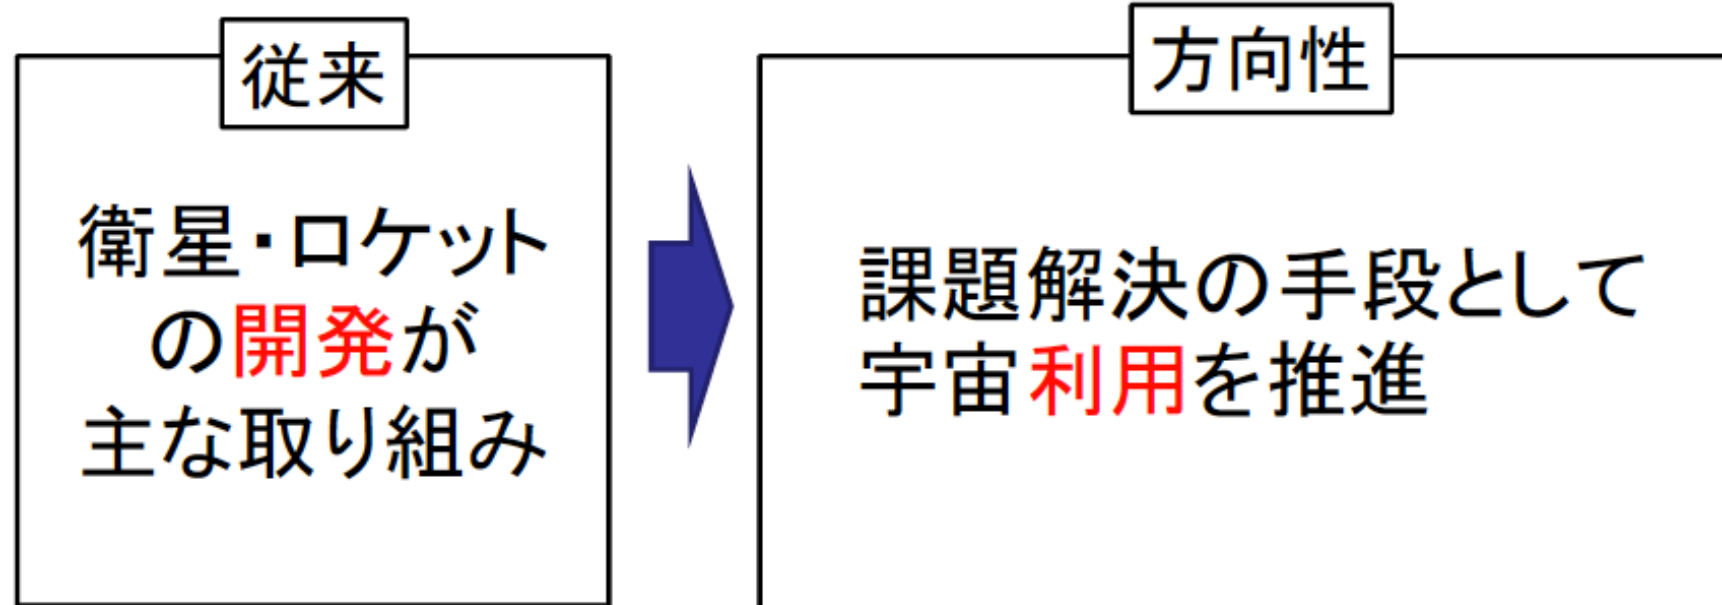 従来
衛星・ロケット
の開発が
主な取り組み
方向性
課題解決の手段として
宇宙利用を推進